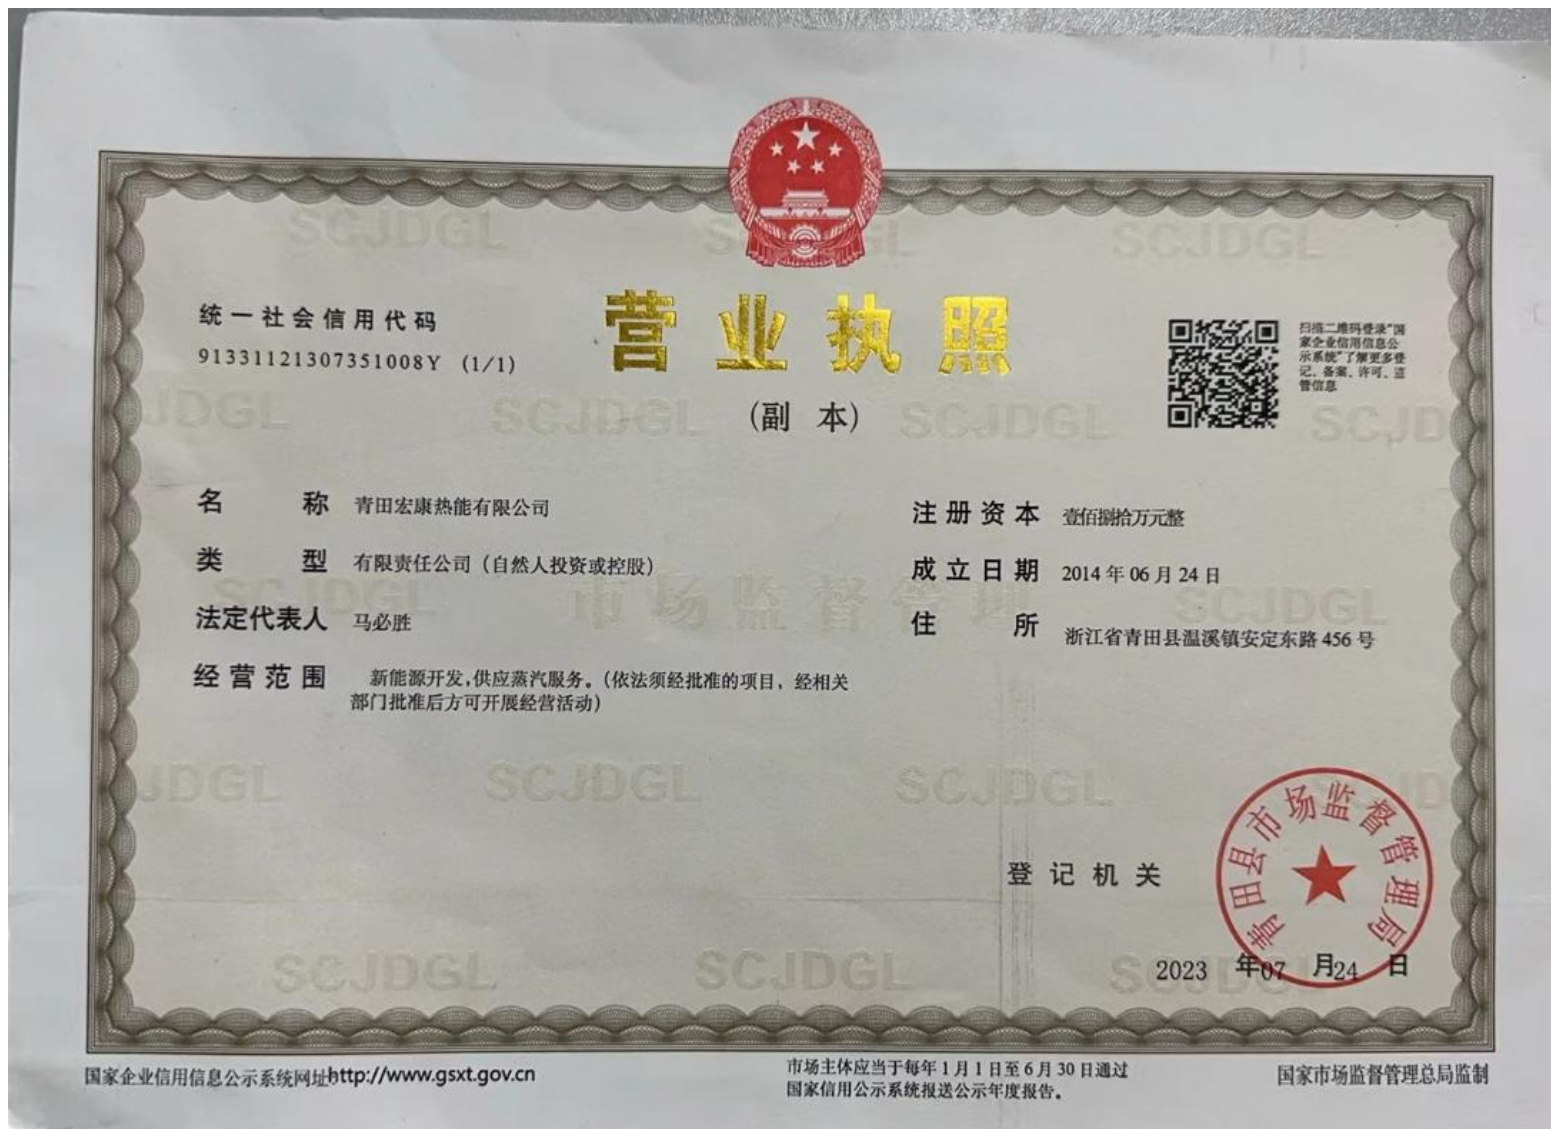 营业执照
(副 本)
统一社会信用代码
91331121307351008Y (1/1)
扫描二维码登录"国
家企业信用信息公
示系统"了解更多登
记、备案、许可、监
管信息
名 称 青田宏康热能有限公司
类 型 有限责任公司（自然人投资或控股）
法定代表人 马必胜
经营范围 新能源开发,供应蒸汽服务。(依法须经批准的项目，经相关
部门批准后方可开展经营活动)
注册资本 壹佰捌拾万元整
成立日期 2014年06月24日
住 所 浙江省青田县温溪镇安定东路456号
登记机关
青田县市场监督管理局
2023 年07 月24 日
国家企业信用信息公示系统网址http://www.gsxt.gov.cn
市场主体应当于每年1月1日至6月30日通过
国家信用公示系统报送公示年度报告。
国家市场监督管理总局监制
SCJDGL
市场监督管理